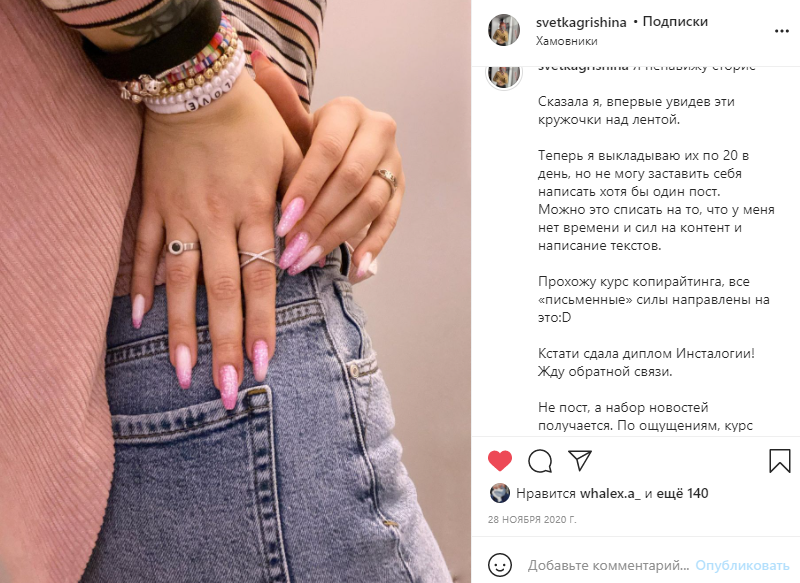 LOVE
svetkagrishina • Подписки
Хамовники
svetkagrishina Я ненавижу сторис
Сказала я, впервые увидев эти
кружочки над лентой.
Теперь я выкладываю их по 20 в
день, но не могу заставить себя
написать хотя бы один пост.
Можно это списать на то, что у меня
нет времени и сил на контент и
написание текстов.
Прохожу курс копирайтинга, все
«письменные» силы направлены на
это:D
Кстати сдала диплом Инсталогии!
Жду обратной связи.
Не пост, а набор новостей
получается. По ощущениям, курс
Нравится whalex.a_ и ещё 140
28 НОЯБРЯ 2020 Г.
Добавьте комментарий... Опубликовать